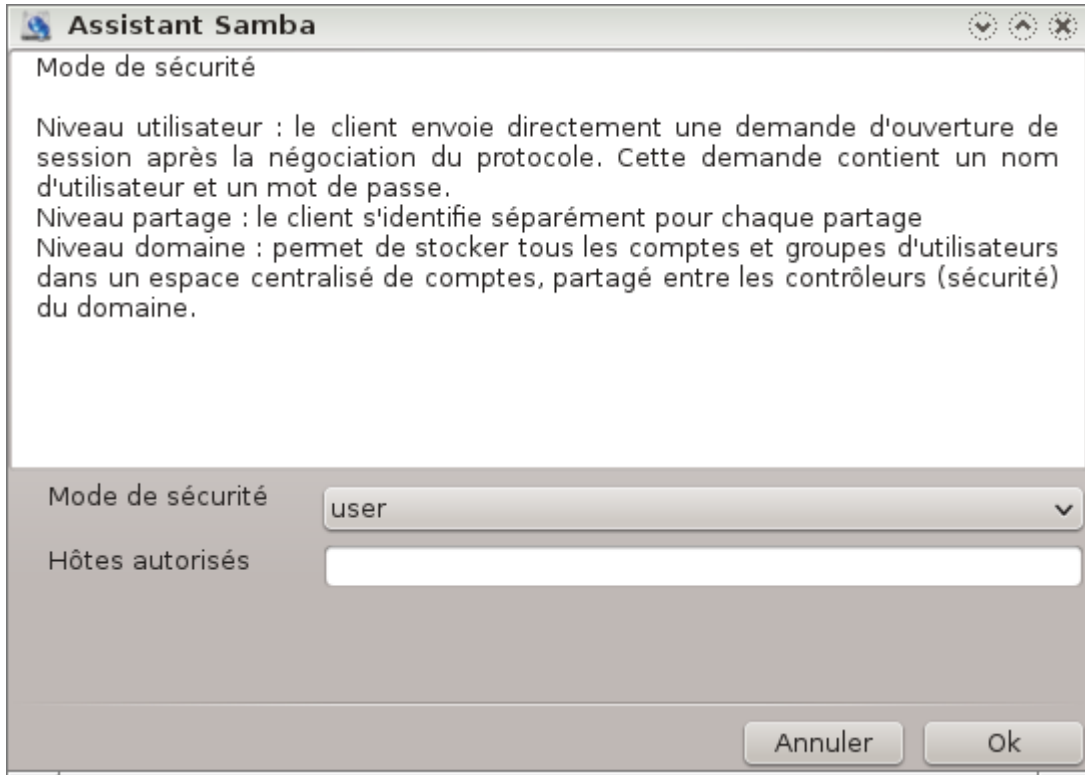 Assistant Samba
Mode de sécurité
Niveau utilisateur : le client envoie directement une demande d'ouverture de
session après la négociation du protocole. Cette demande contient un nom
d'utilisateur et un mot de passe.
Niveau partage : le client s'identifie séparément pour chaque partage
Niveau domaine : permet de stocker tous les comptes et groupes d'utilisateurs
dans un espace centralisé de comptes, partagé entre les contrôleurs (sécurité)
du domaine.
Mode de sécurité
user
Hôtes autorisés
Annuler
Ok